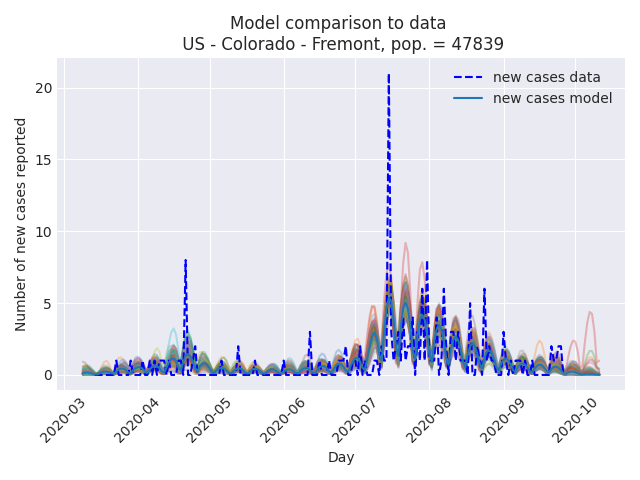 Model comparison to data
US - Colorado - Fremont, pop. = 47839
new cases data
new cases model
Number of new cases reported
20
15
10
5
0
2020-03
2020-04
2020-05
2020-06
2020-07
2020-08
2020-09
2020-10
Day